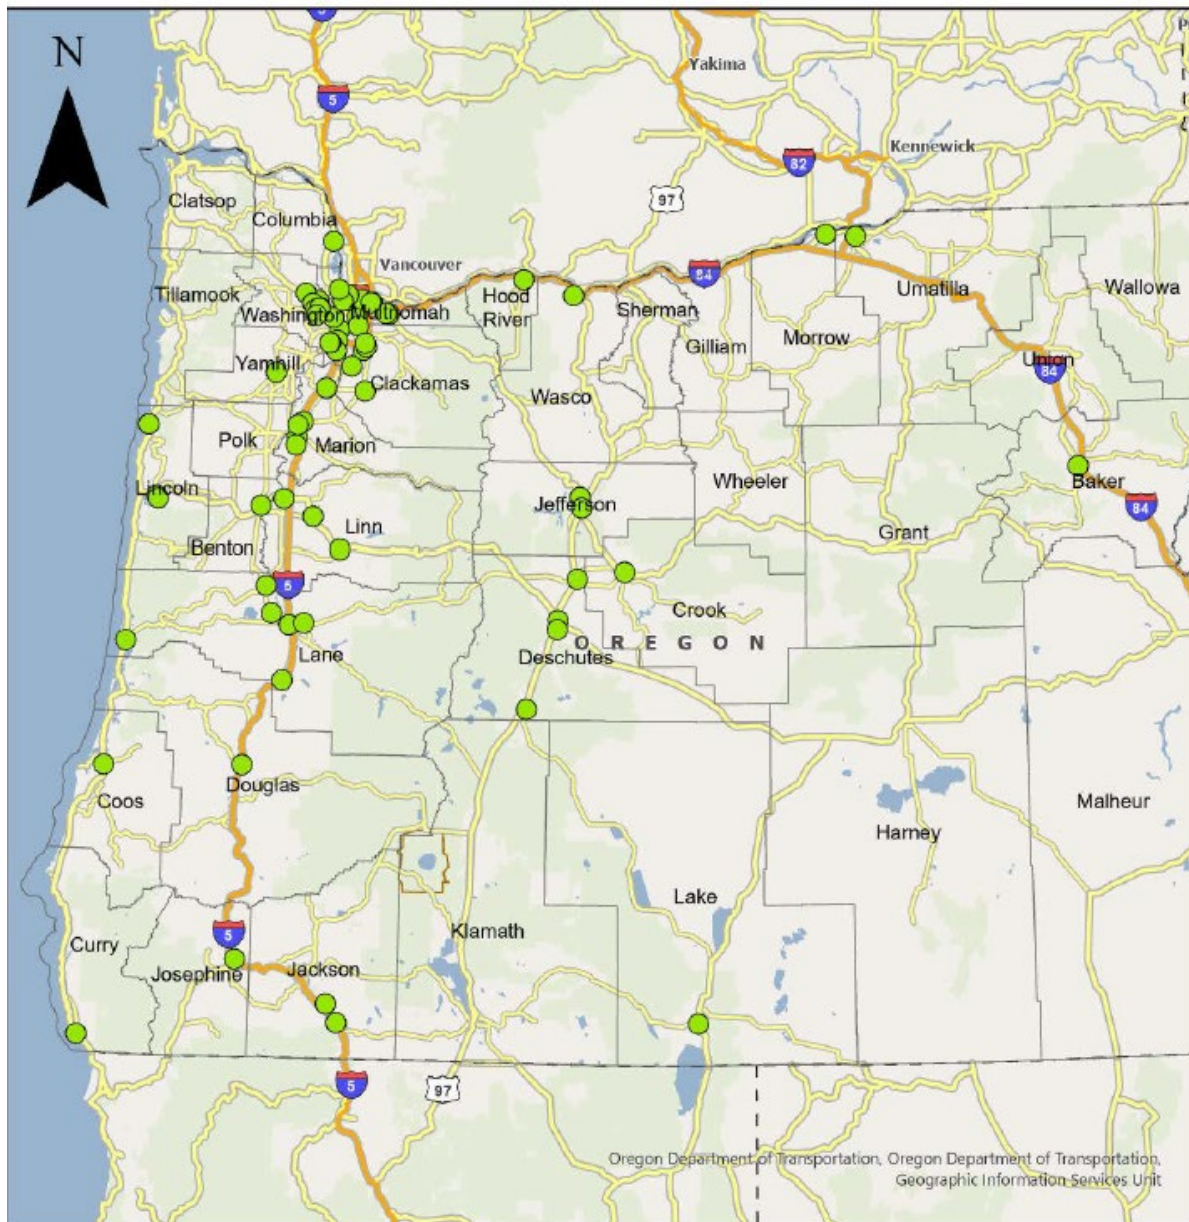 5
N
Yakima
5
Kennewick
82
97
Clatsop
Columbia
Vancouver
84
Tillamook
Hood
River
Sherman
Umatilla
Wallowa
Washington
Multnomah
Gilliam
Morrow
Yamhill
Union
84
Clackamas
Wasco
Polk
Marion
Wheeler
Baker
Lincoln
Jefferson
84
Linn
Grant
Benton
5
Crook
OREGON
Lane
Deschutes
Douglas
Coos
Malheur
Harney
Lake
Klamath
5
Curry
Josephine
Jackson
5
97
Oregon Department of Transportation, Oregon Department of Transportation,
Geographic Information Services Unit